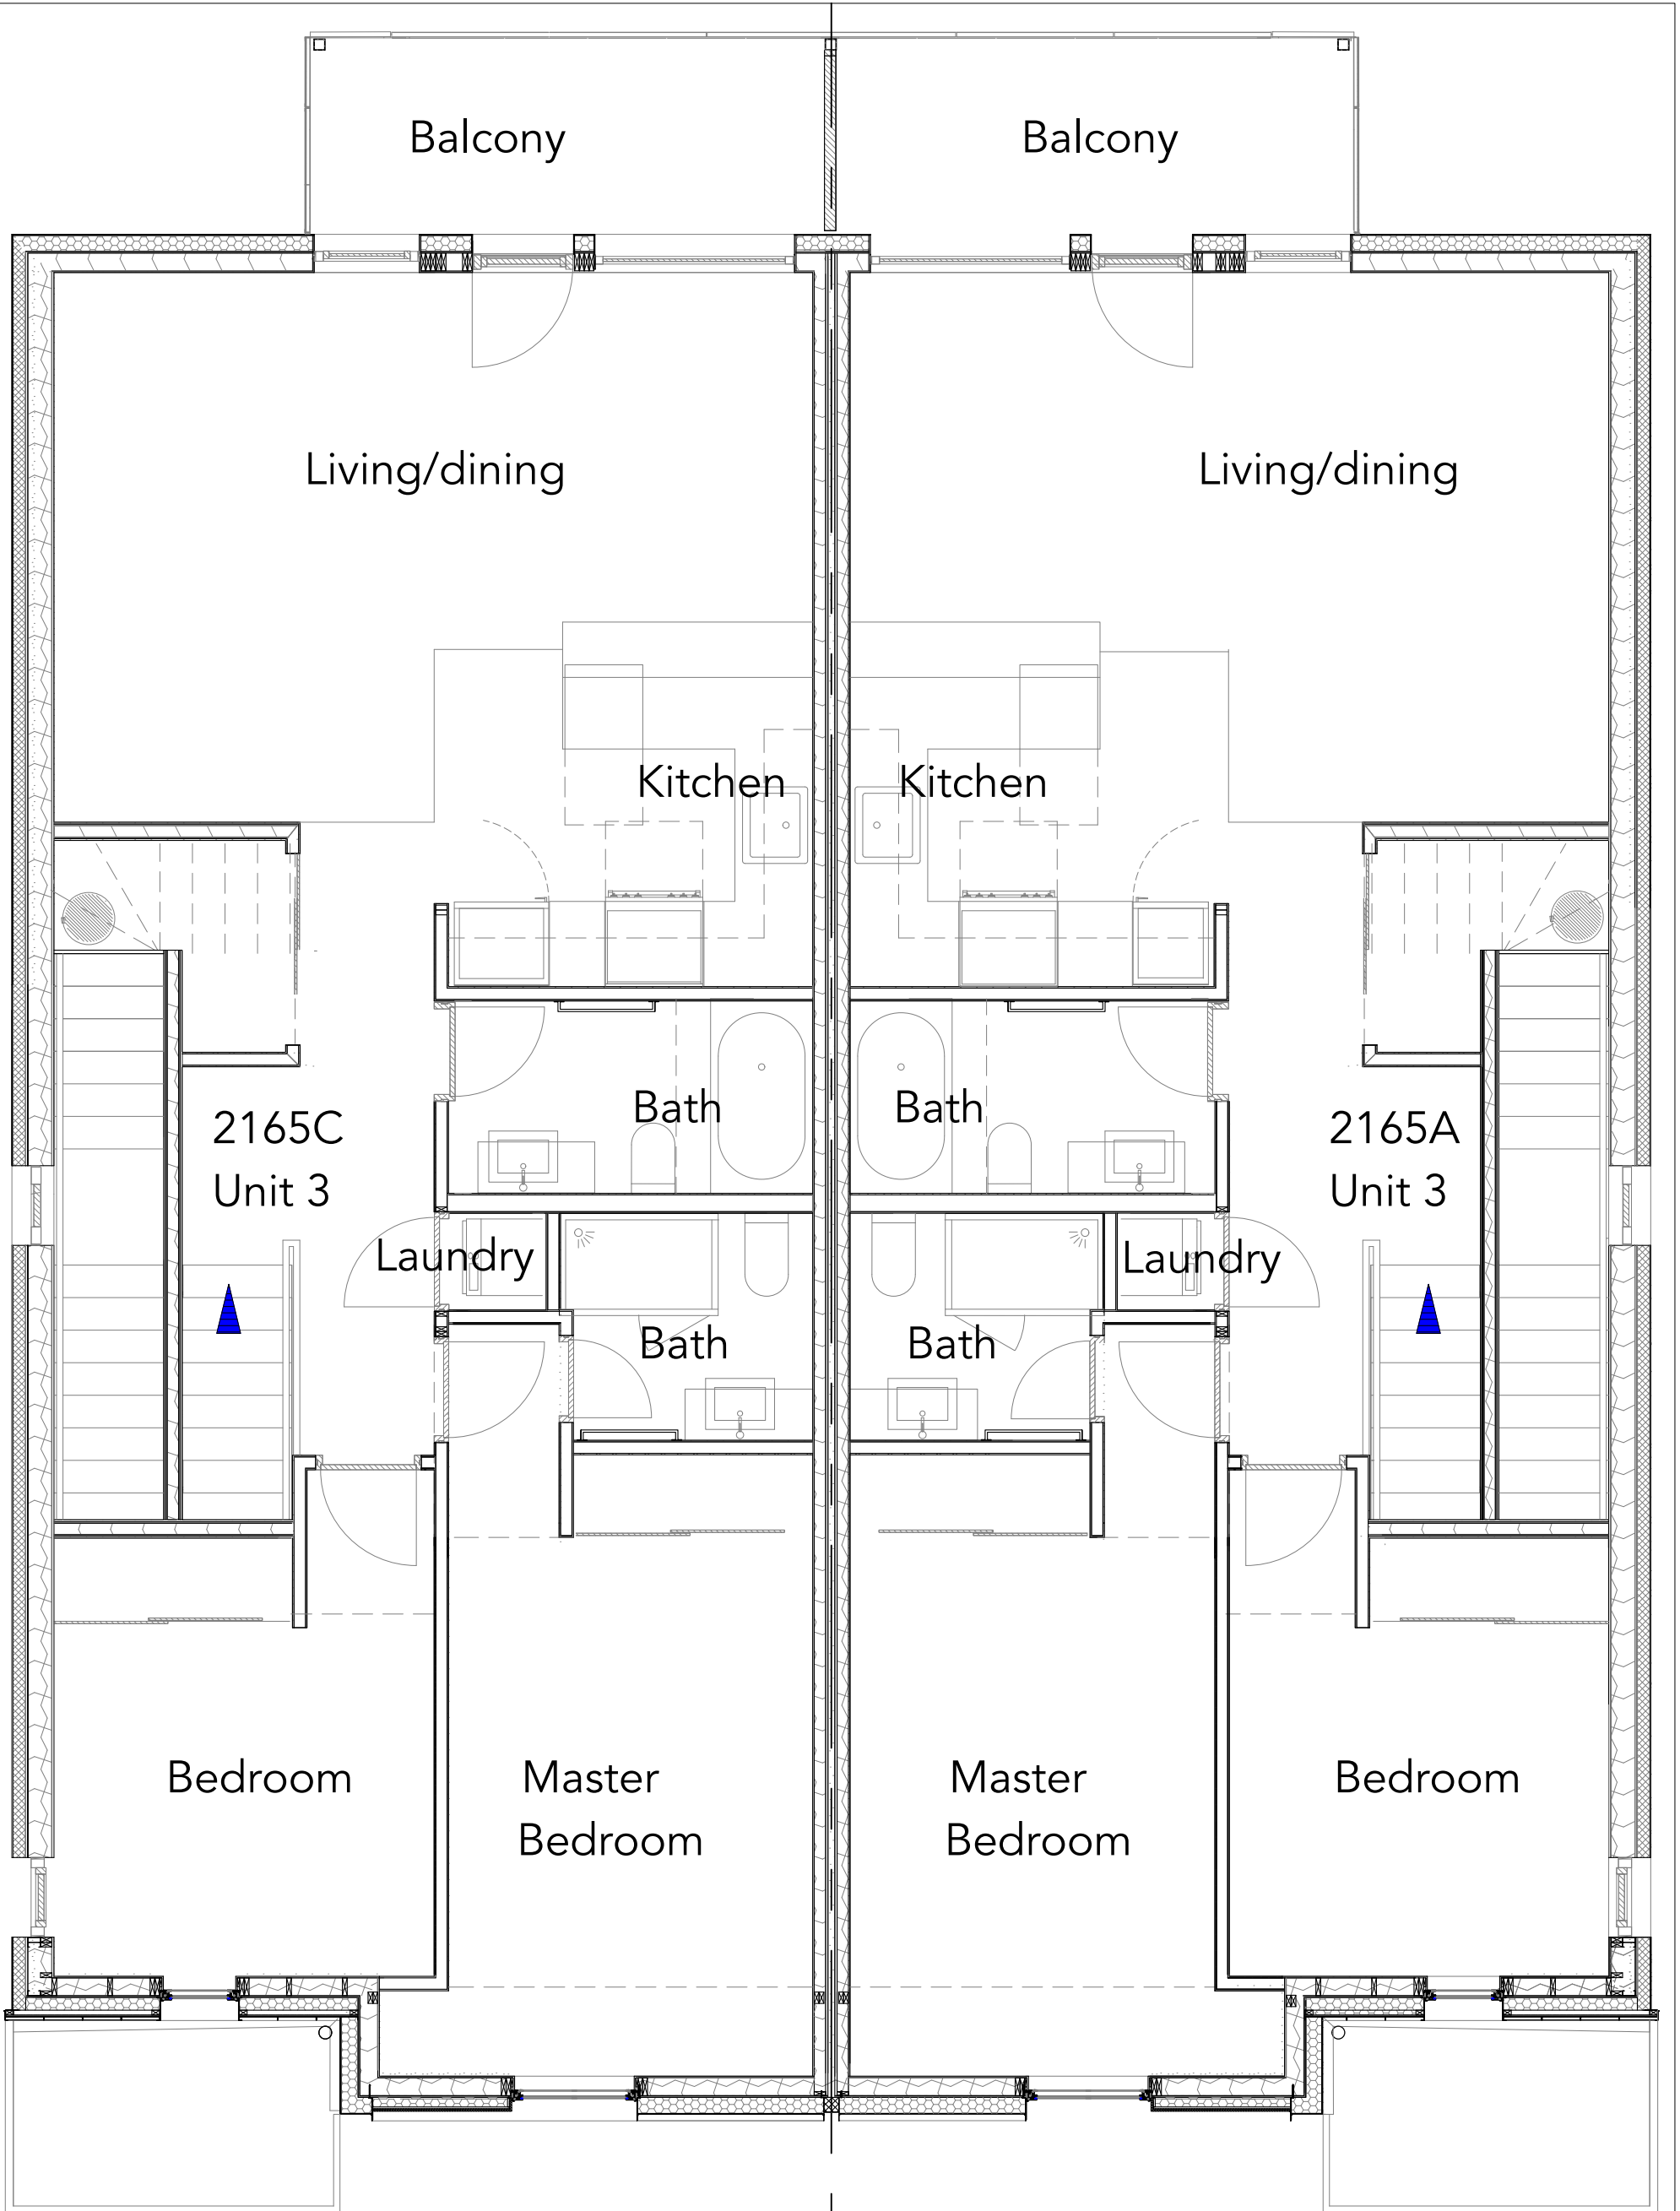 Balcony
Balcony
Living/dining
Living/dining
Kitchen
Kitchen
Bath
Bath
2165C
Unit 3
2165A
Unit 3
Laundry
Laundry
Bath
Bath
Bedroom
Master
Bedroom
Master
Bedroom
Bedroom